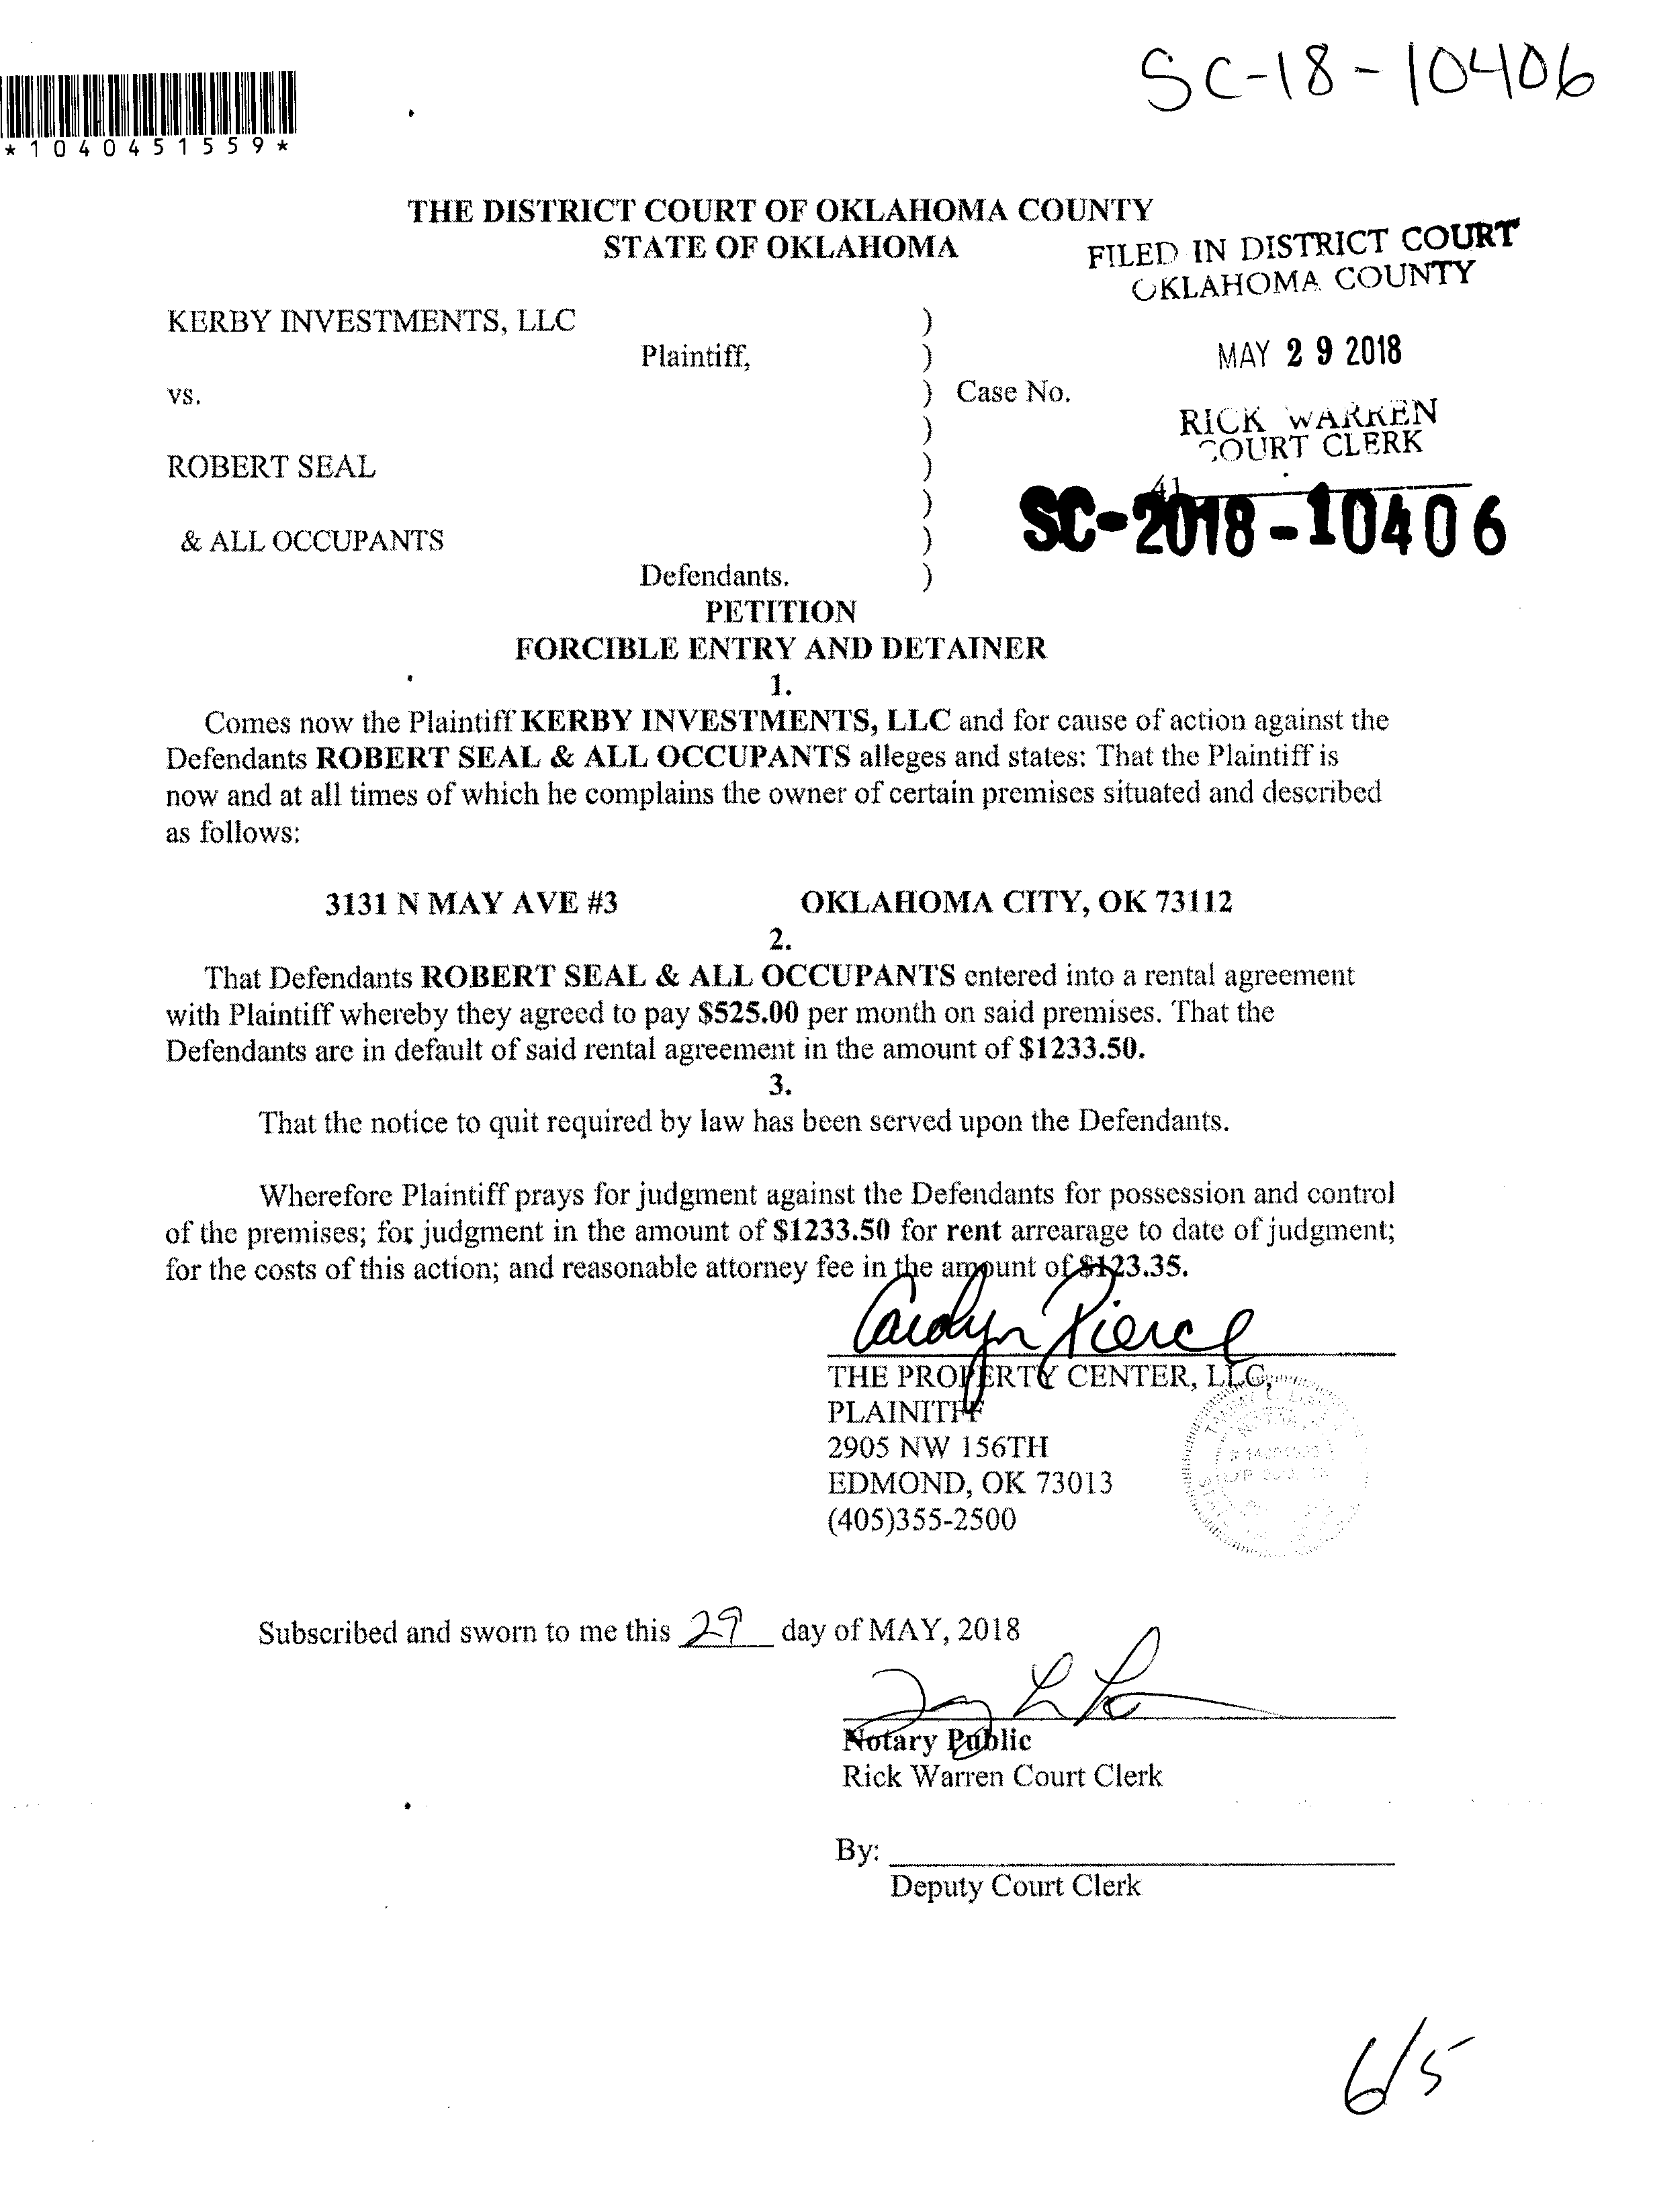 SC-18-10406
*1040451559*
THE DISTRICT COURT OF OKLAHOMA COUNTY
STATE OF OKLAHOMA
FILED IN DISTRICT COURT
OKLAHOMA COUNTY
KERBY INVESTMENTS, LLC )
Plaintiff, )
MAY 29 2018
vs. ) Case No.
)
RICK WARREN
COURT CLERK
ROBERT SEAL )
)
41
SC-2018-10406
& ALL OCCUPANTS )
Defendants. )
PETITION
FORCIBLE ENTRY AND DETAINER
1.
Comes now the Plaintiff KERBY INVESTMENTS, LLC and for cause of action against the
Defendants ROBERT SEAL & ALL OCCUPANTS alleges and states: That the Plaintiff is
now and at all times of which he complains the owner of certain premises situated and described
as follows:
3131 N MAY AVE #3 OKLAHOMA CITY, OK 73112
2.
That Defendants ROBERT SEAL & ALL OCCUPANTS entered into a rental agreement
with Plaintiff whereby they agreed to pay $525.00 per month on said premises. That the
Defendants are in default of said rental agreement in the amount of $1233.50.
3.
That the notice to quit required by law has been served upon the Defendants.
Wherefore Plaintiff prays for judgment against the Defendants for possession and control
of the premises; for judgment in the amount of $1233.50 for rent arrearage to date of judgment;
for the costs of this action; and reasonable attorney fee in the amount of $123.35.
Carolyn Pierce
THE PROPERTY CENTER, LLC,
PLAINITFF
2905 NW 156TH
EDMOND, OK 73013
(405)355-2500
Subscribed and sworn to me this 29 day of MAY, 2018
Notary Public
Rick Warren Court Clerk
By:
Deputy Court Clerk
6/5